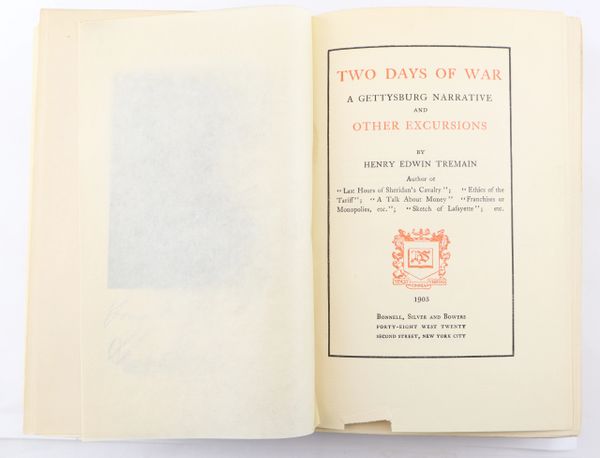 TWO DAYS OF WAR
A GETTYSBURG NARRATIVE
AND
OTHER EXCURSIONS
BY
HENRY EDWIN TREMAIN
Author of
"Last Hours of Sheridan's Cavalry"; "Ethics of the
Tariff"; "A Talk About Money" "Franchises or
Monopolies, etc."; "Sketch of Lafayette"; etc.
1905
BONNELL, SILVER AND BOWERS
FORTY-EIGHT WEST TWENTY
SECOND STREET, NEW YORK CITY